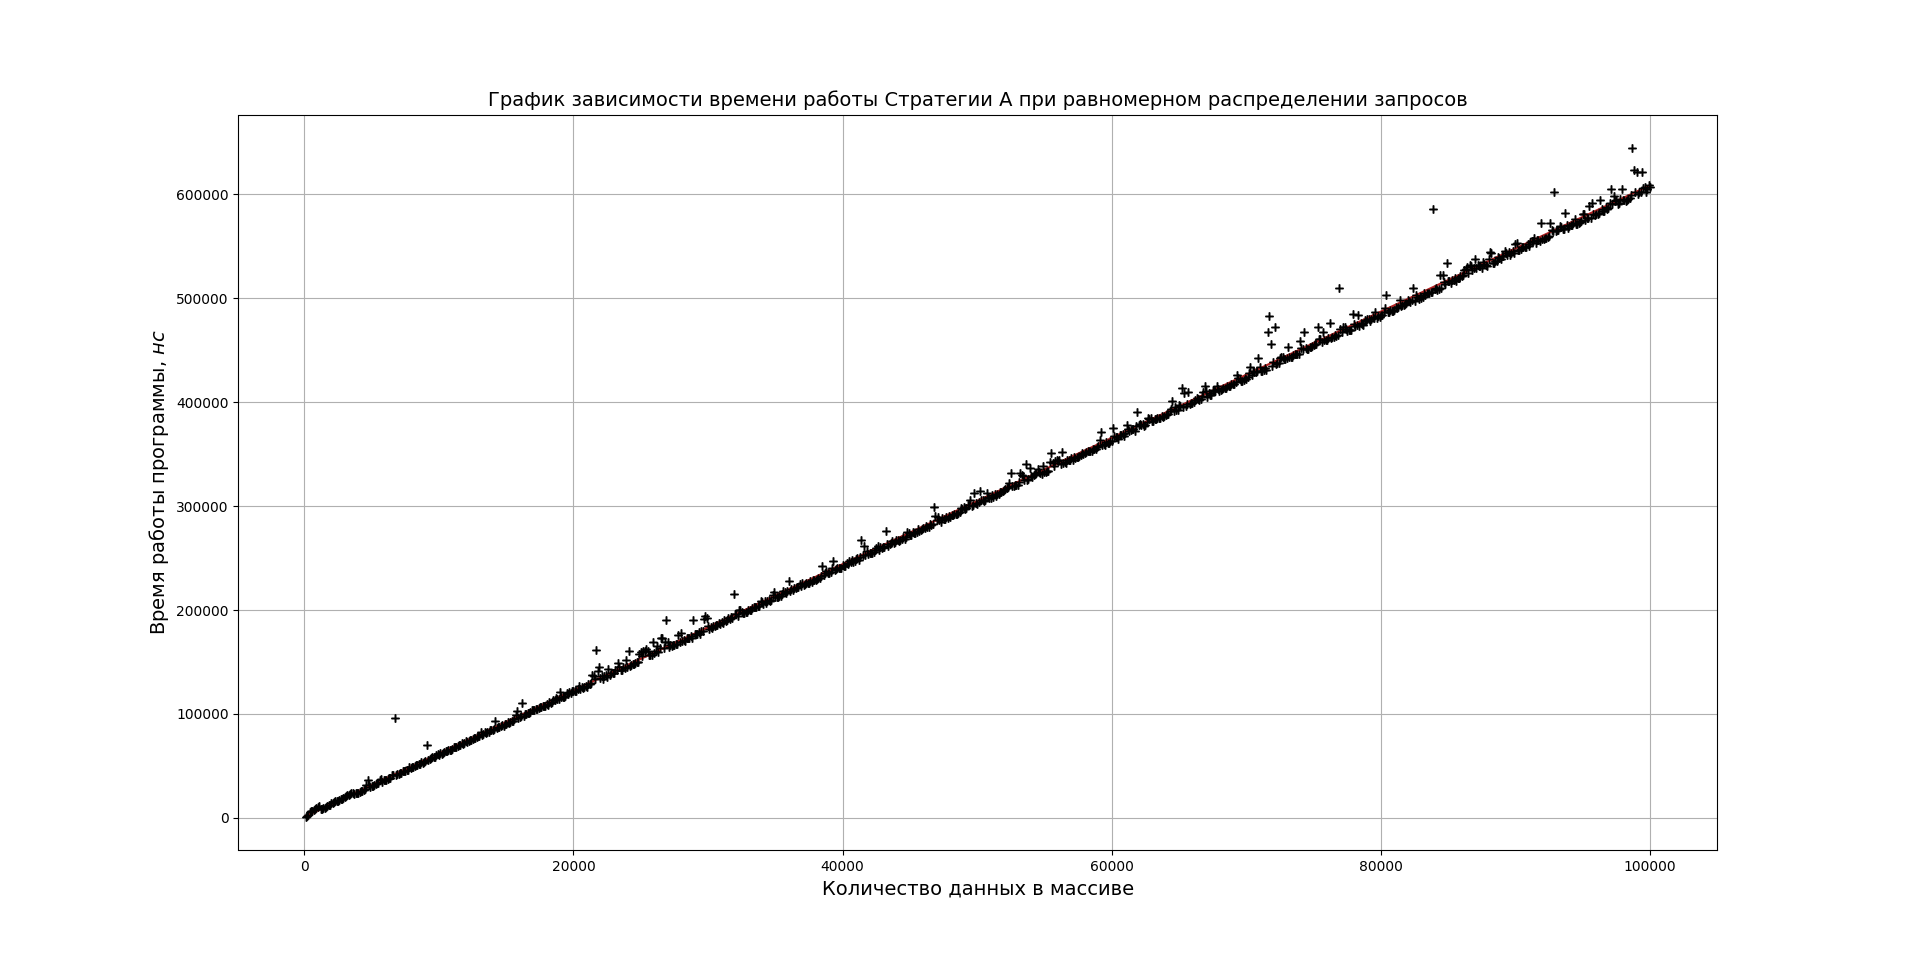 График зависимости времени работы Стратегии А при равномерном распределении запросов
Время работы программы, нс
600000
500000
400000
300000
200000
100000
0
0 20000 40000 60000 80000 100000
Количество данных в массиве